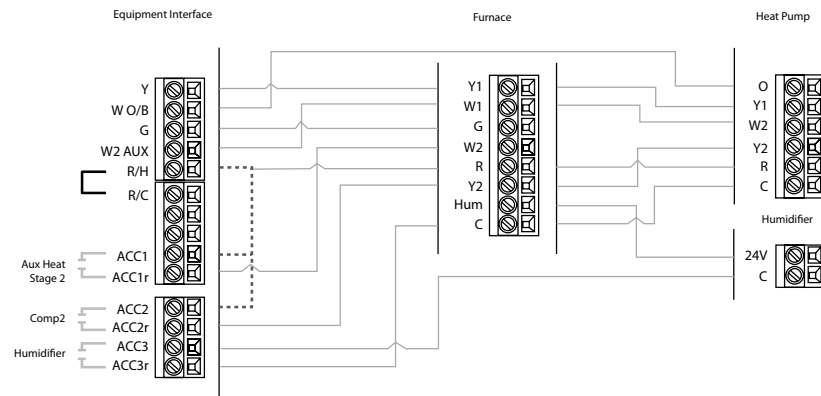 Equipment Interface
Furnace
Heat Pump
Y
W O/B
G
W2 AUX
R/H
R/C
ACC1
ACC1r
ACC2
ACC2r
ACC3
ACC3r
Aux Heat
Stage 2
Comp2
Humidifier
Y1
W1
G
W2
R
Y2
Hum
C
O
Y1
W2
Y2
R
C
Humidifier
24V
C